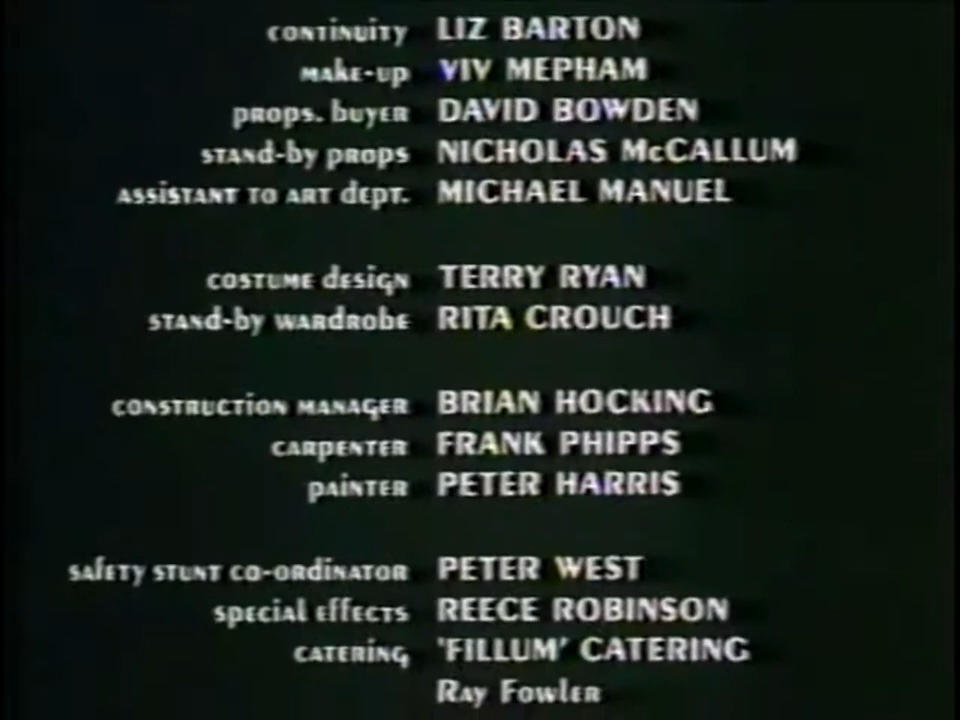 continuity LIZ BARTON
make-up VIV MEPHAM
props. buyer DAVID BOWDEN
stand-by props NICHOLAS McCALLUM
assistant to art dept. MICHAEL MANUEL
costume design TERRY RYAN
stand-by wardrobe RITA CROUCH
construction manager BRIAN HOCKING
carpenter FRANK PHIPPS
painter PETER HARRIS
safety stunt co-ordinator PETER WEST
special effects REECE ROBINSON
catering 'FILLUM' CATERING
Ray Fowler